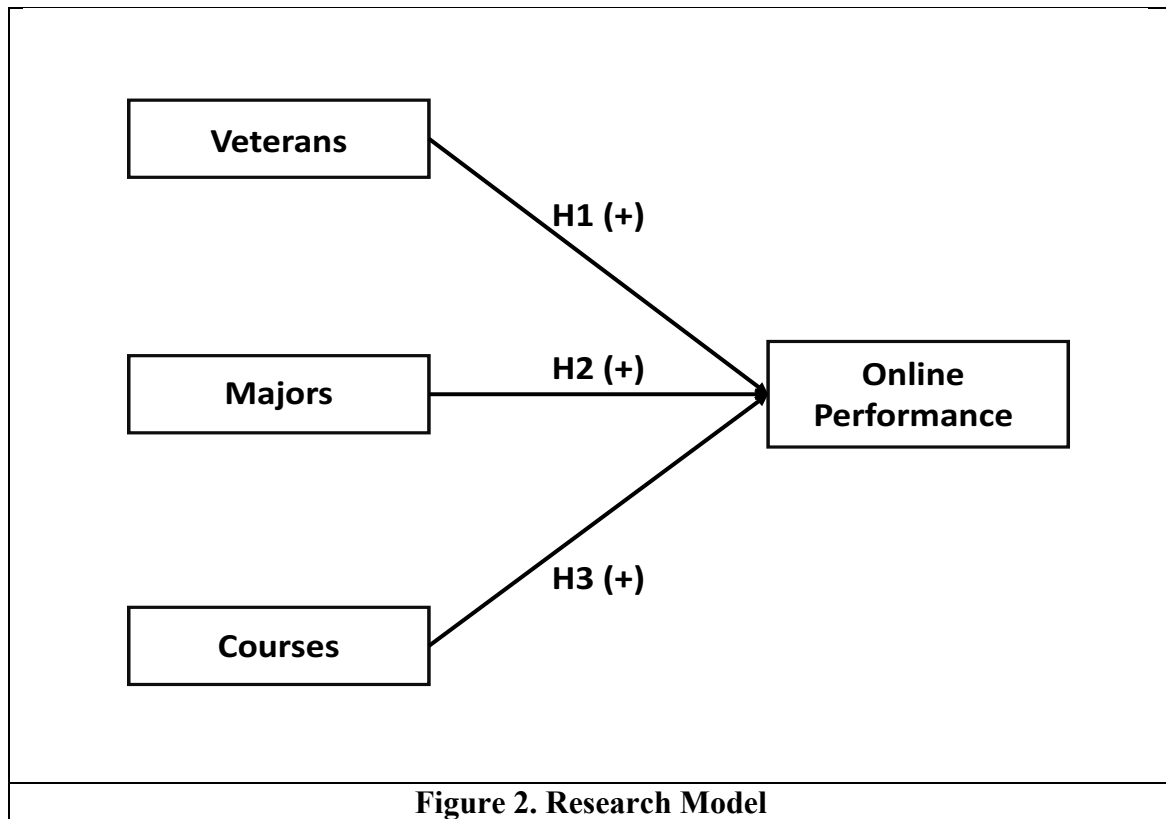 Veterans
H1 (+)
Majors
H2 (+)
Online
Performance
H3 (+)
Courses
Figure 2. Research Model